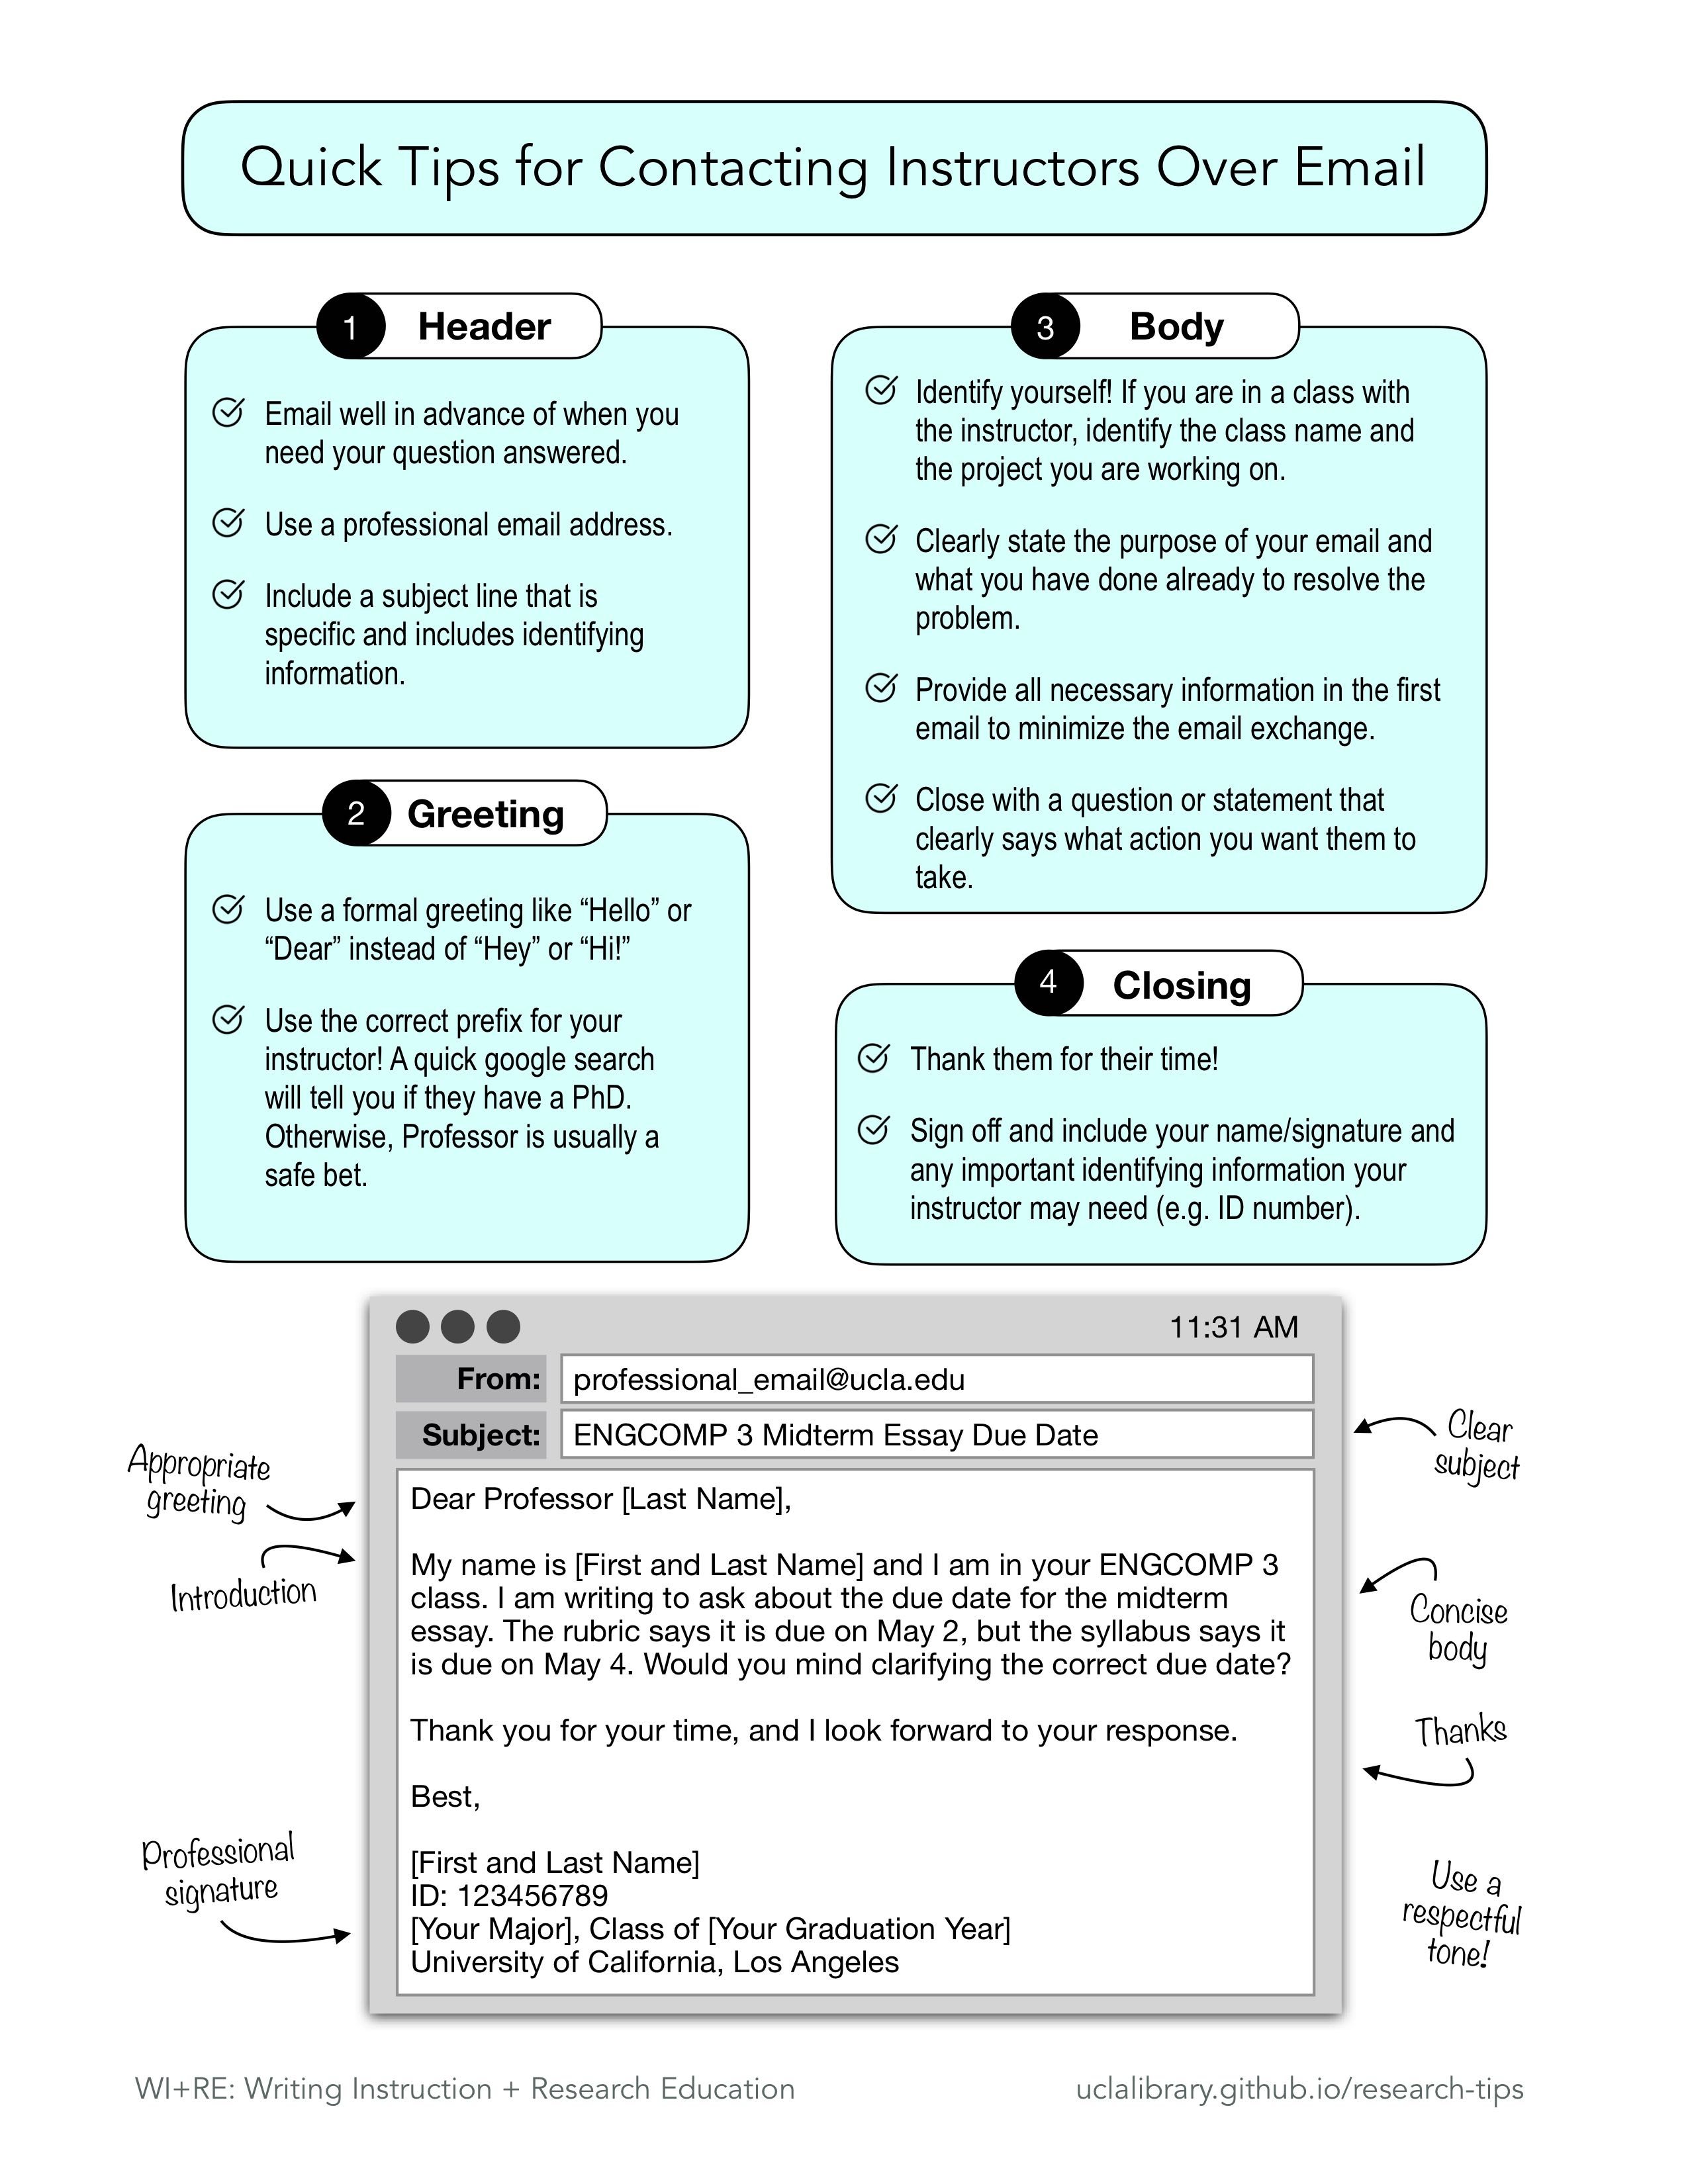 Quick Tips for Contacting Instructors Over Email
1 Header
Email well in advance of when you
need your question answered.
Use a professional email address.
Include a subject line that is
specific and includes identifying
information.
2 Greeting
Use a formal greeting like “Hello” or
“Dear” instead of “Hey” or “Hi!”
Use the correct prefix for your
instructor! A quick google search
will tell you if they have a PhD.
Otherwise, Professor is usually a
safe bet.
3 Body
Identify yourself! If you are in a class with
the instructor, identify the class name and
the project you are working on.
Clearly state the purpose of your email and
what you have done already to resolve the
problem.
Provide all necessary information in the first
email to minimize the email exchange.
Close with a question or statement that
clearly says what action you want them to
take.
4 Closing
Thank them for their time!
Sign off and include your name/signature and
any important identifying information your
instructor may need (e.g. ID number).
11:31 AM
From: professional_email@ucla.edu
Subject: ENGCOMP 3 Midterm Essay Due Date
Dear Professor [Last Name],
My name is [First and Last Name] and I am in your ENGCOMP 3
class. I am writing to ask about the due date for the midterm
essay. The rubric says it is due on May 2, but the syllabus says it
is due on May 4. Would you mind clarifying the correct due date?
Thank you for your time, and I look forward to your response.
Best,
[First and Last Name]
ID: 123456789
[Your Major], Class of [Your Graduation Year]
University of California, Los Angeles
Appropriate
greeting
Introduction
Professional
signature
Clear
subject
Concise
body
Thanks
Use a
respectful
tone!
WI+RE: Writing Instruction + Research Education
uclalibrary.github.io/research-tips